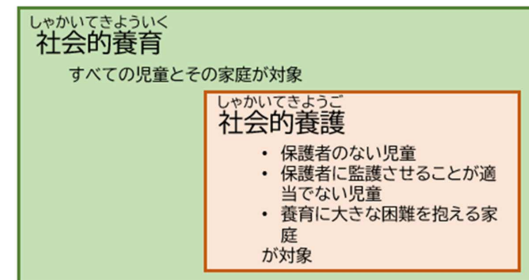 しゃかいてきよういく
社会的養育
すべての児童とその家庭が対象
しゃかいてきようご
社会的養護
• 保護者のない児童
• 保護者に監護させることが適
当でない児童
• 養育に大きな困難を抱える家
庭
が対象